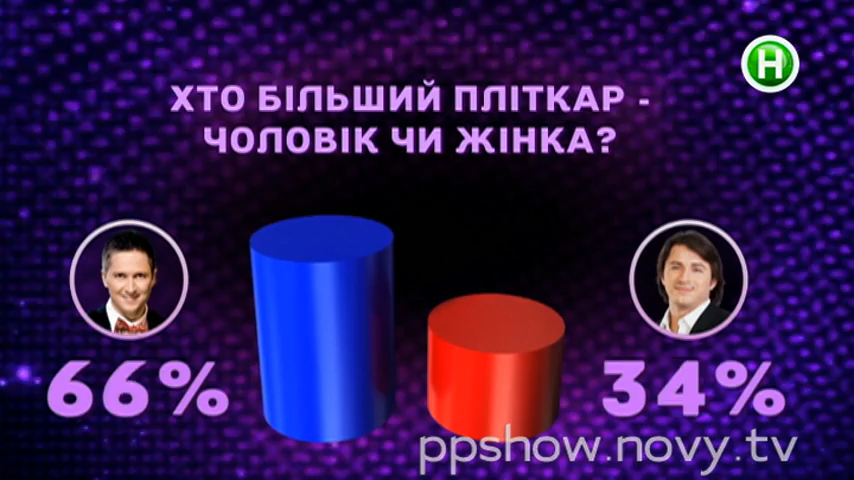 Н
ХТО БІЛЬШИЙ ПЛІТКАР -
ЧОЛОВІК ЧИ ЖІНКА?
66%
34%
ppshow.novy.tv